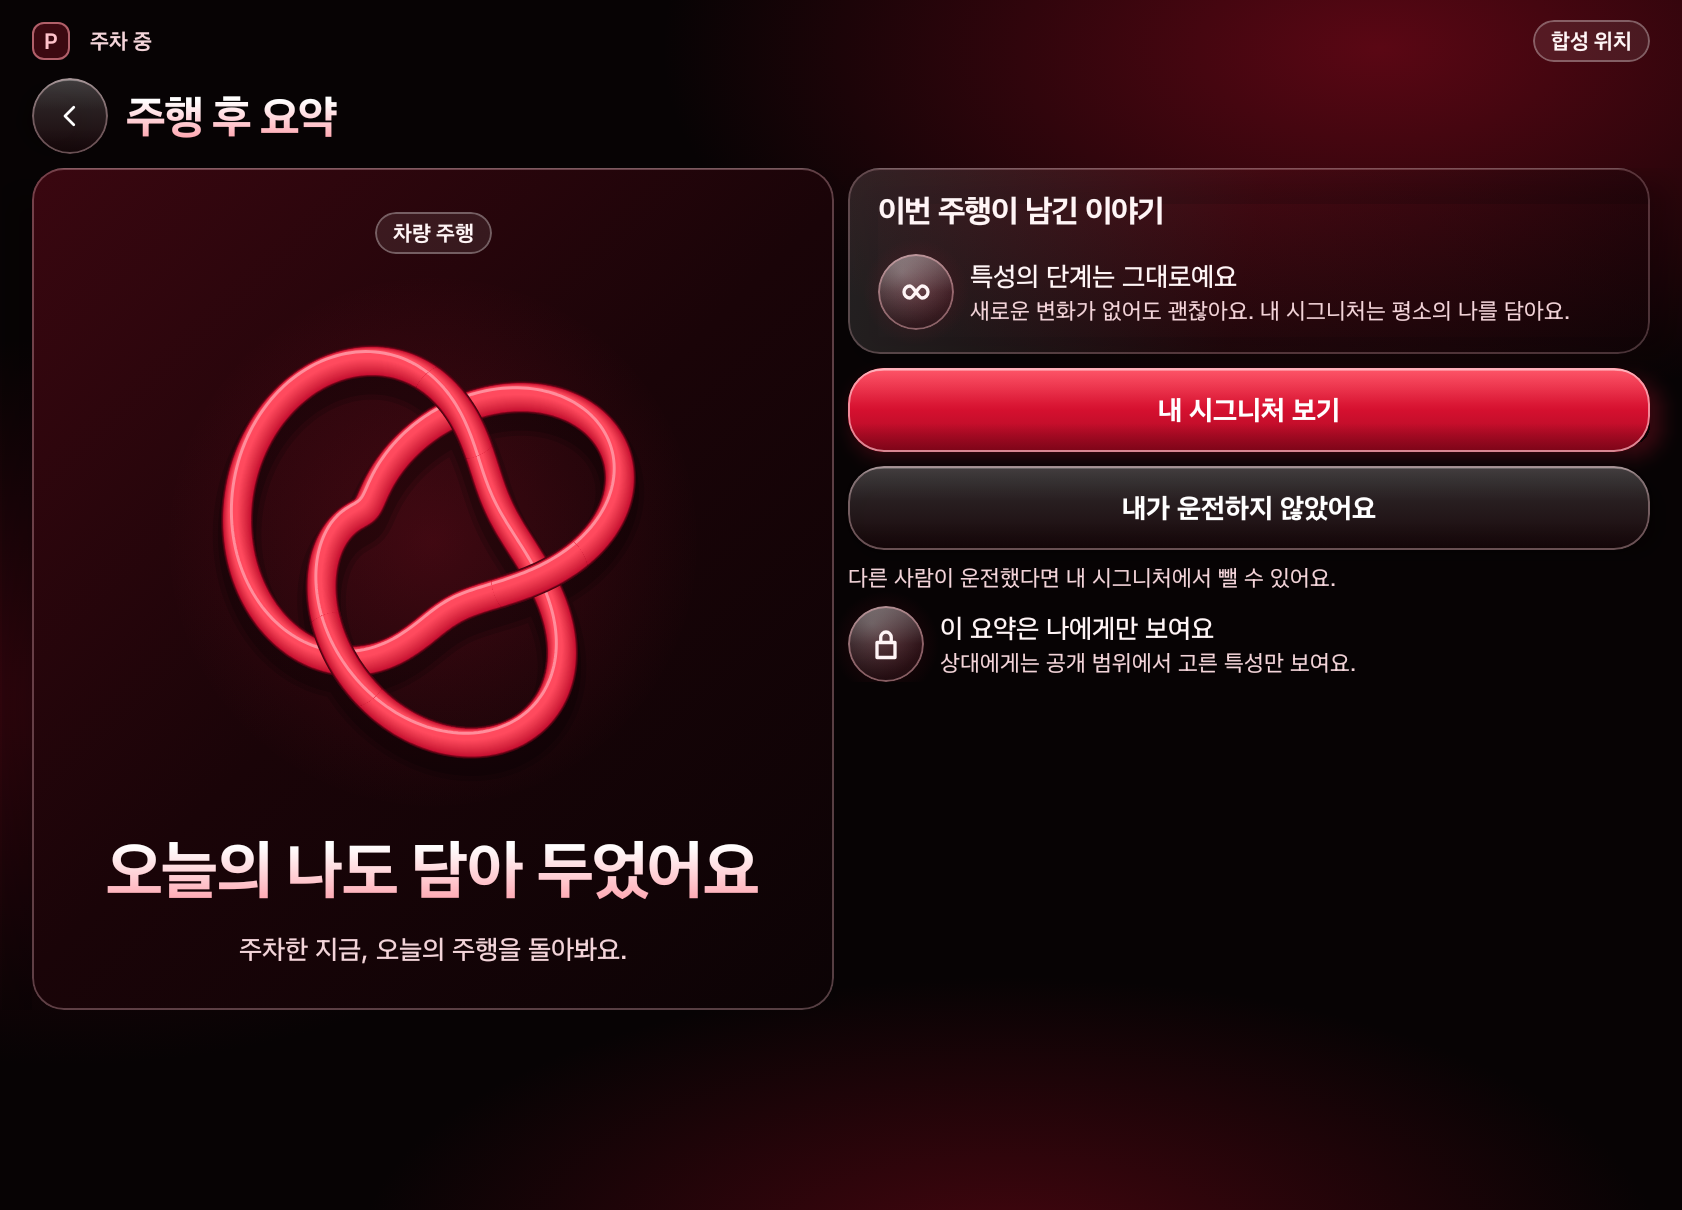 P 주차 중
합성 위치
주행 후 요약
차량 주행
오늘의 나도 담아 두었어요
주차한 지금, 오늘의 주행을 돌아봐요.
이번 주행이 남긴 이야기
특성의 단계는 그대로예요
새로운 변화가 없어도 괜찮아요. 내 시그니처는 평소의 나를 담아요.
내 시그니처 보기
내가 운전하지 않았어요
다른 사람이 운전했다면 내 시그니처에서 뺄 수 있어요.
이 요약은 나에게만 보여요
상대에게는 공개 범위에서 고른 특성만 보여요.